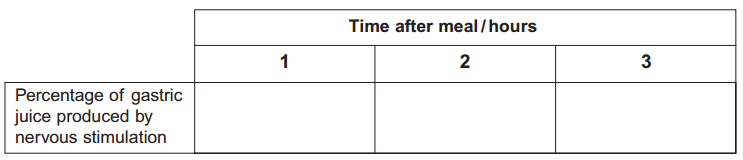 Time after meal / hours
1 2 3
Percentage of gastric
juice produced by
nervous stimulation